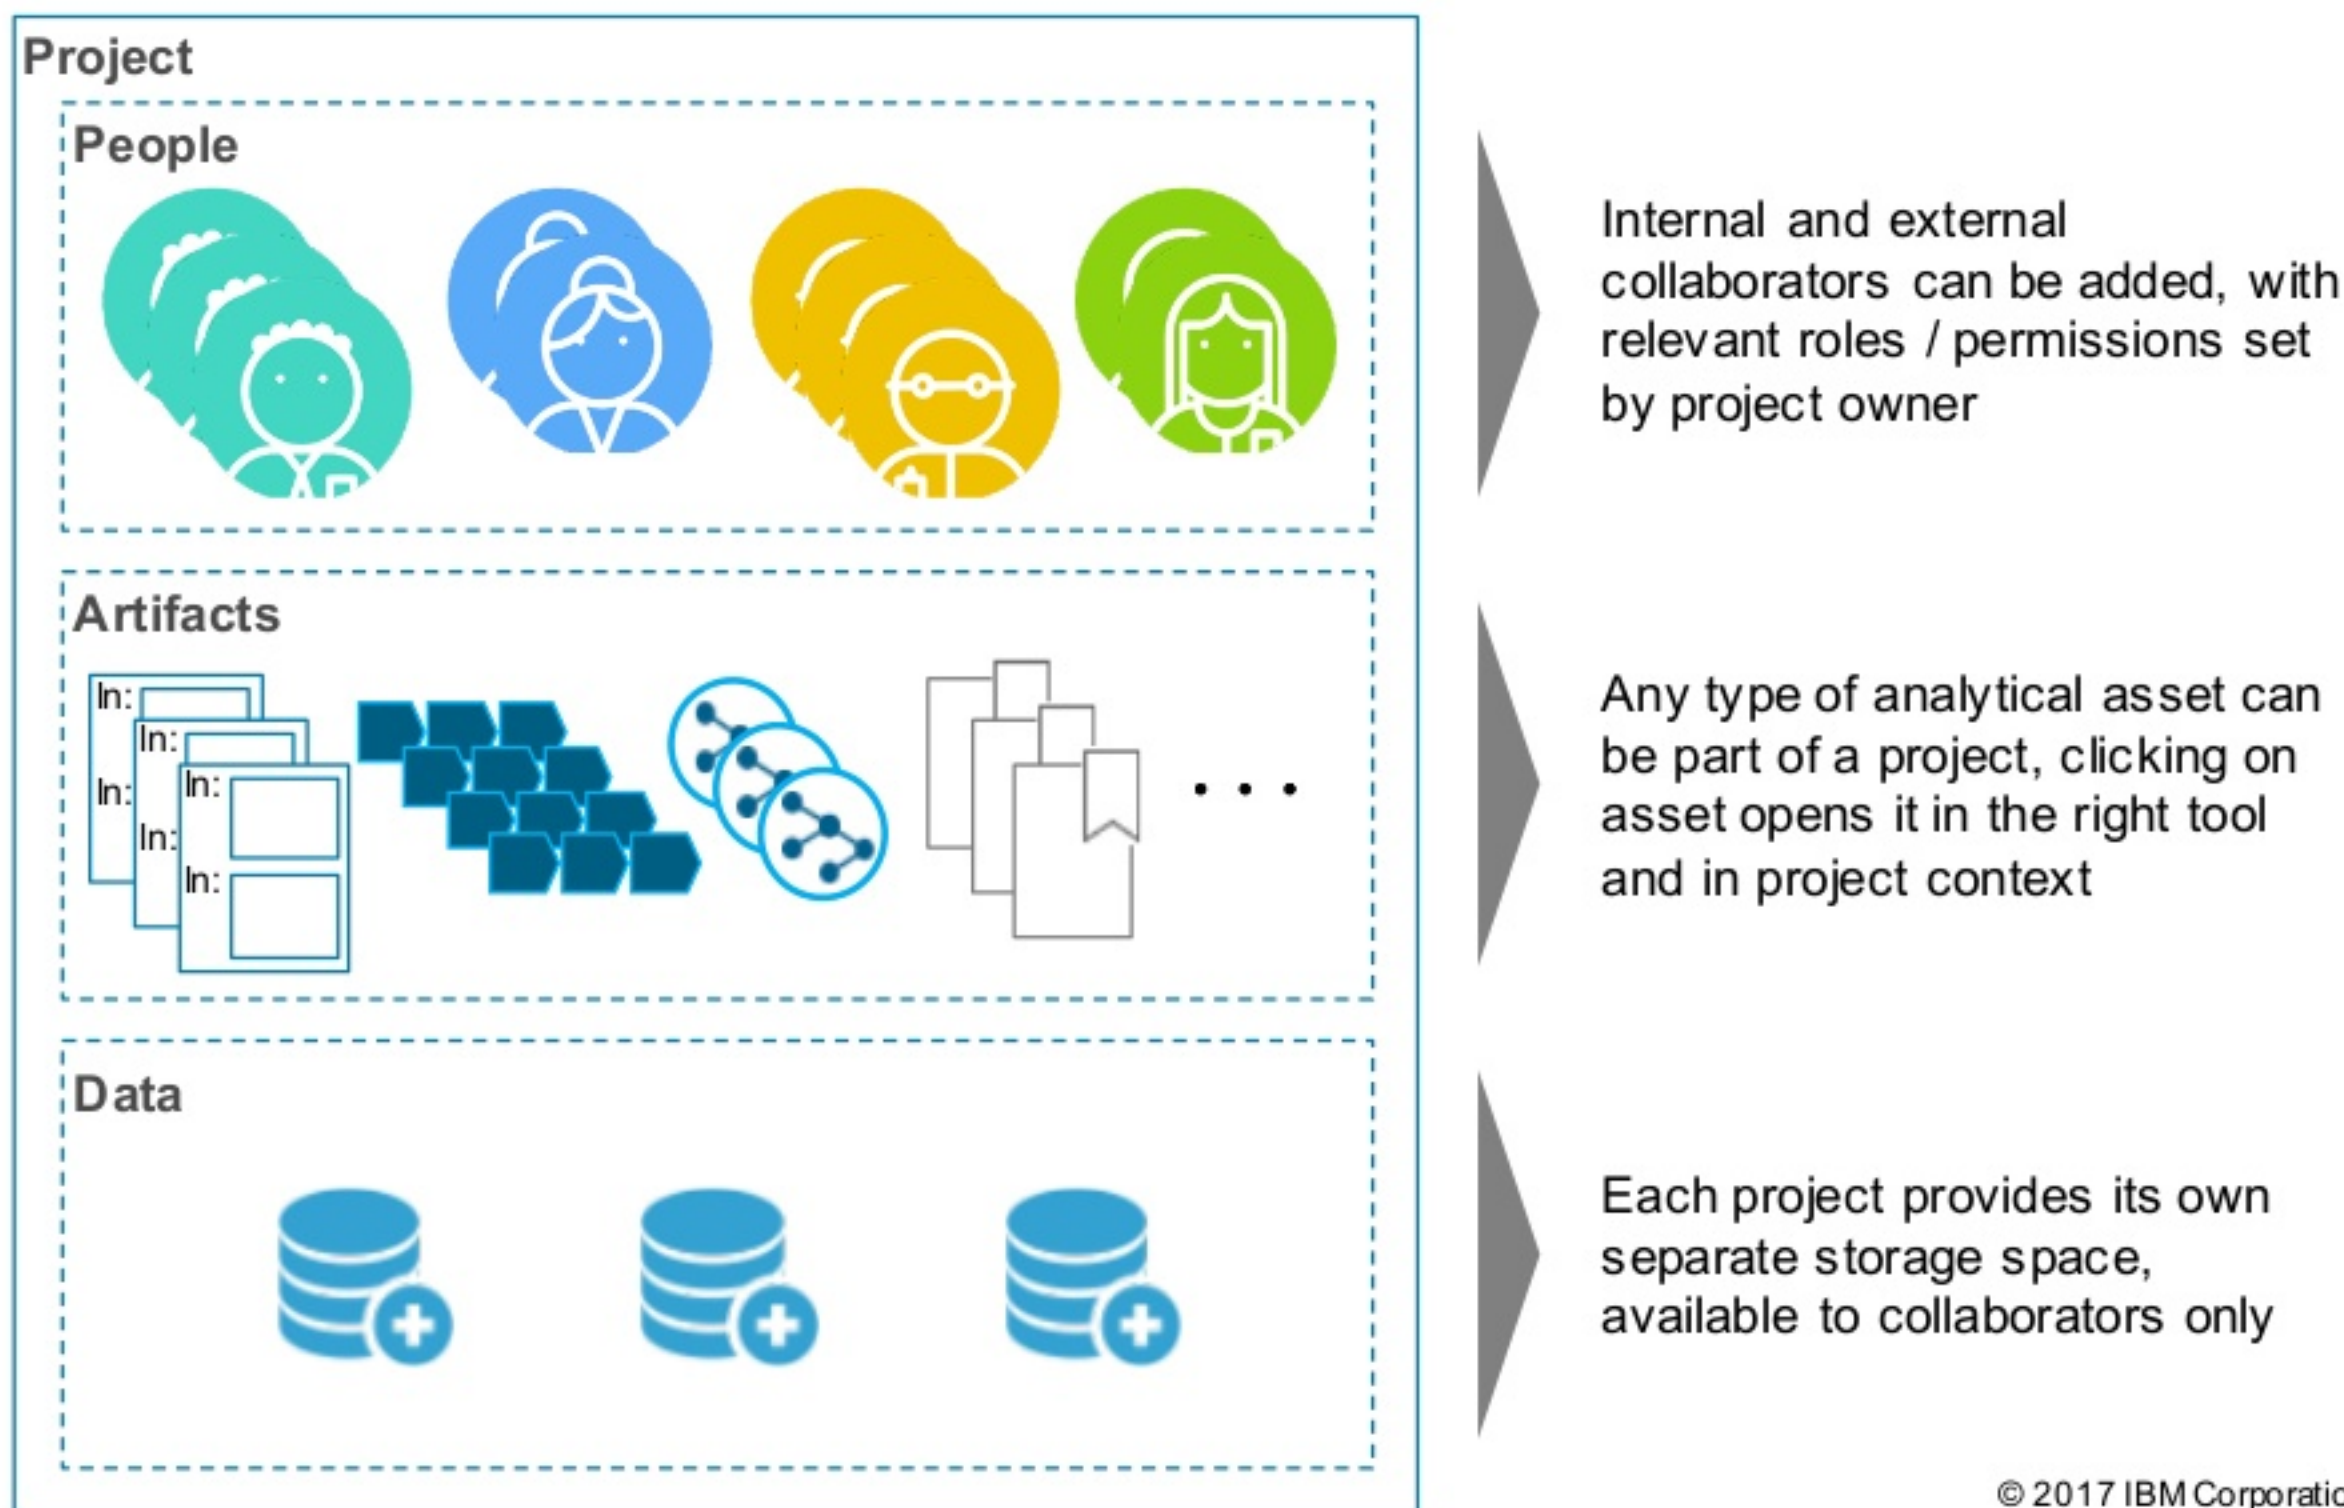 Project
People
Internal and external
collaborators can be added, with
relevant roles / permissions set
by project owner
Artifacts
In:
In:
In:
In:
In:
In:
Any type of analytical asset can
be part of a project, clicking on
asset opens it in the right tool
and in project context
Data
Each project provides its own
separate storage space,
available to collaborators only
© 2017 IBM Corporatio